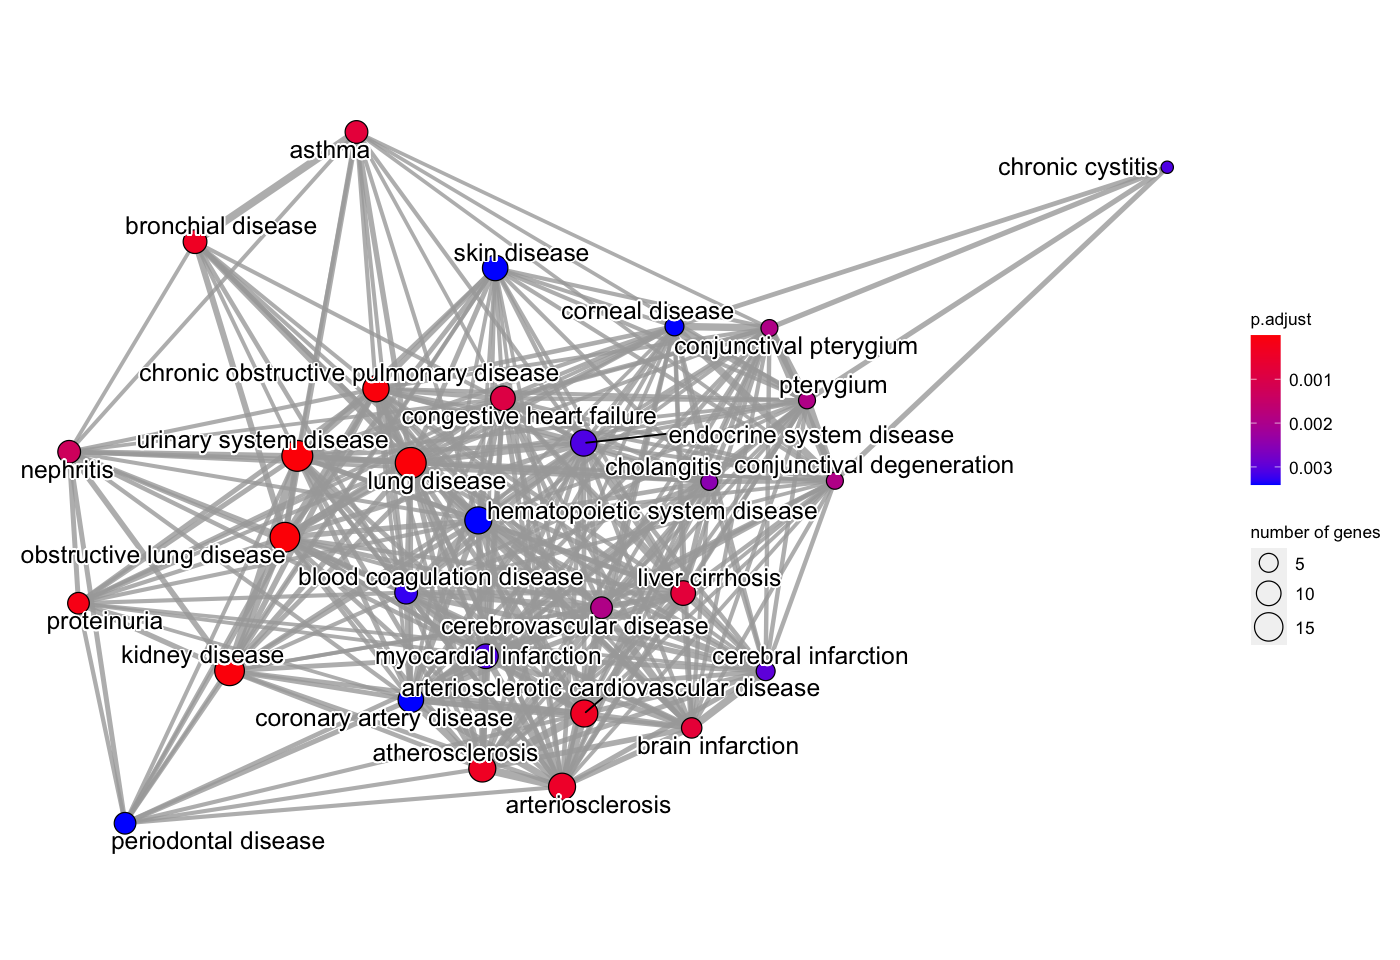 asthma
chronic cystitis
bronchial disease
skin disease
corneal disease
conjunctival pterygium
chronic obstructive pulmonary disease
pterygium
congestive heart failure
urinary system disease
endocrine system disease
nephritis
cholangitis
conjunctival degeneration
lung disease
hematopoietic system disease
obstructive lung disease
blood coagulation disease
liver cirrhosis
proteinuria
cerebrovascular disease
kidney disease
myocardial infarction
cerebral infarction
arteriosclerotic cardiovascular disease
coronary artery disease
brain infarction
atherosclerosis
arteriosclerosis
periodontal disease
p.adjust
0.001
0.002
0.003
number of genes
5
10
15